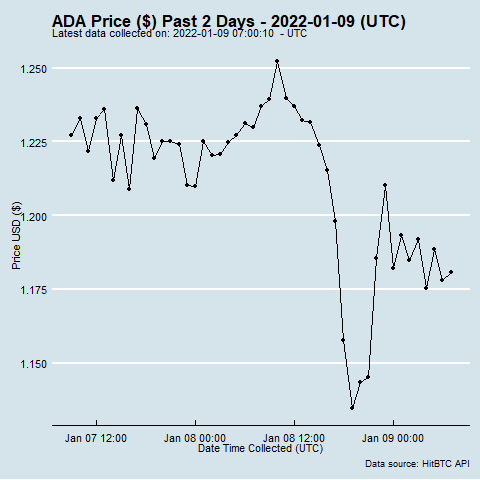 ADA Price ($) Past 2 Days - 2022-01-09 (UTC)
Latest data collected on: 2022-01-09 07:00:10  - UTC
1.250
1.225
1.200
1.175
1.150
Price USD ($)
Jan 07 12:00
Jan 08 00:00
Jan 08 12:00
Jan 09 00:00
Date Time Collected (UTC)
Data source: HitBTC API